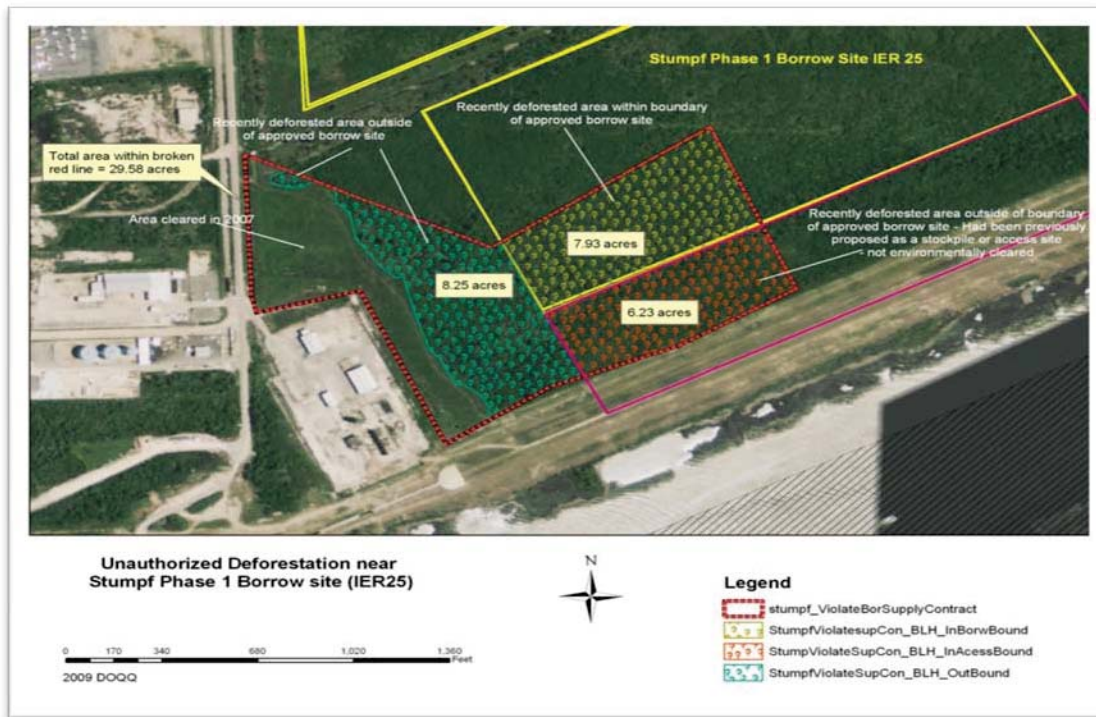 Stumpf Phase 1 Borrow Site IER 25
Recently deforested area within boundary
of approved borrow site
Recently deforested area outside
of approved borrow site
Total area within broken
red line = 29.58 acres
Area cleared in 2007
Recently deforested area outside of boundary
of approved borrow site - Had been previously
proposed as a stockpile or access site
- not environmentally cleared
7.93 acres
8.25 acres
6.23 acres
Unauthorized Deforestation near
Stumpf Phase 1 Borrow site (IER25)
N
0 170 340 680 1,020 1,360
Feet
2009 DOQQ
Legend
stumpf_ViolateBorSupplyContract
StumpfViolatesupCon_BLH_InBorwBound
StumpViolateSupCon_BLH_InAcessBound
StumpfViolateSupCon_BLH_OutBound